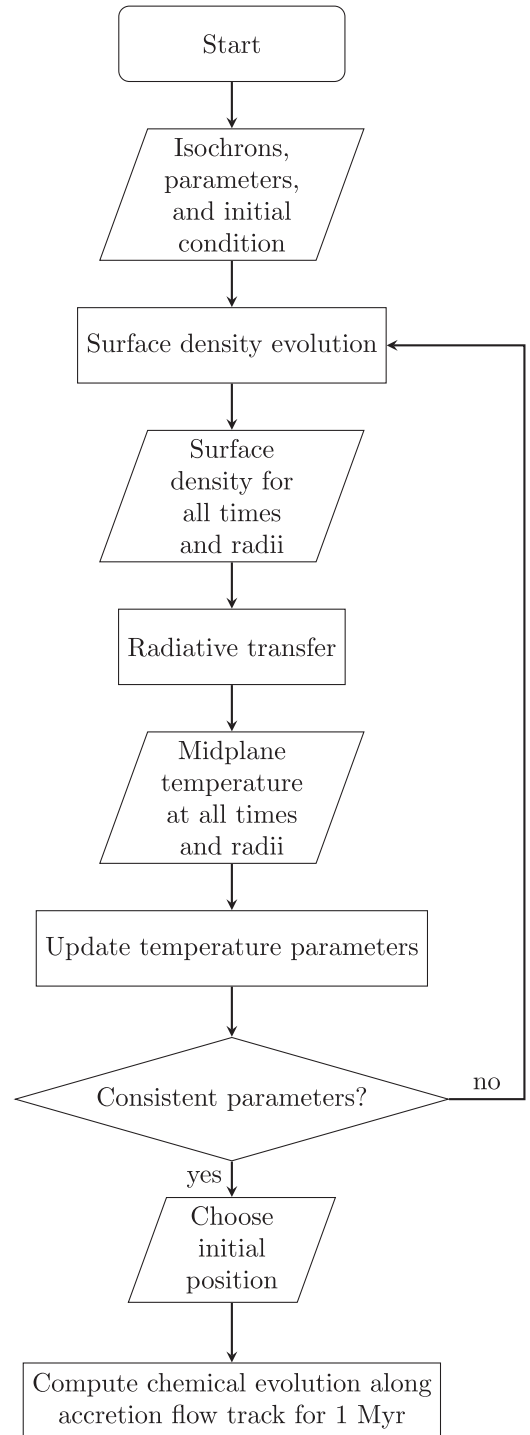 Start
Isochrons,
parameters,
and initial
condition
Surface density evolution
Surface
density for
all times
and radii
Radiative transfer
Midplane
temperature
at all times
and radii
Update temperature parameters
Consistent parameters?
no
yes
Choose
initial
position
Compute chemical evolution along
accretion flow track for 1 Myr